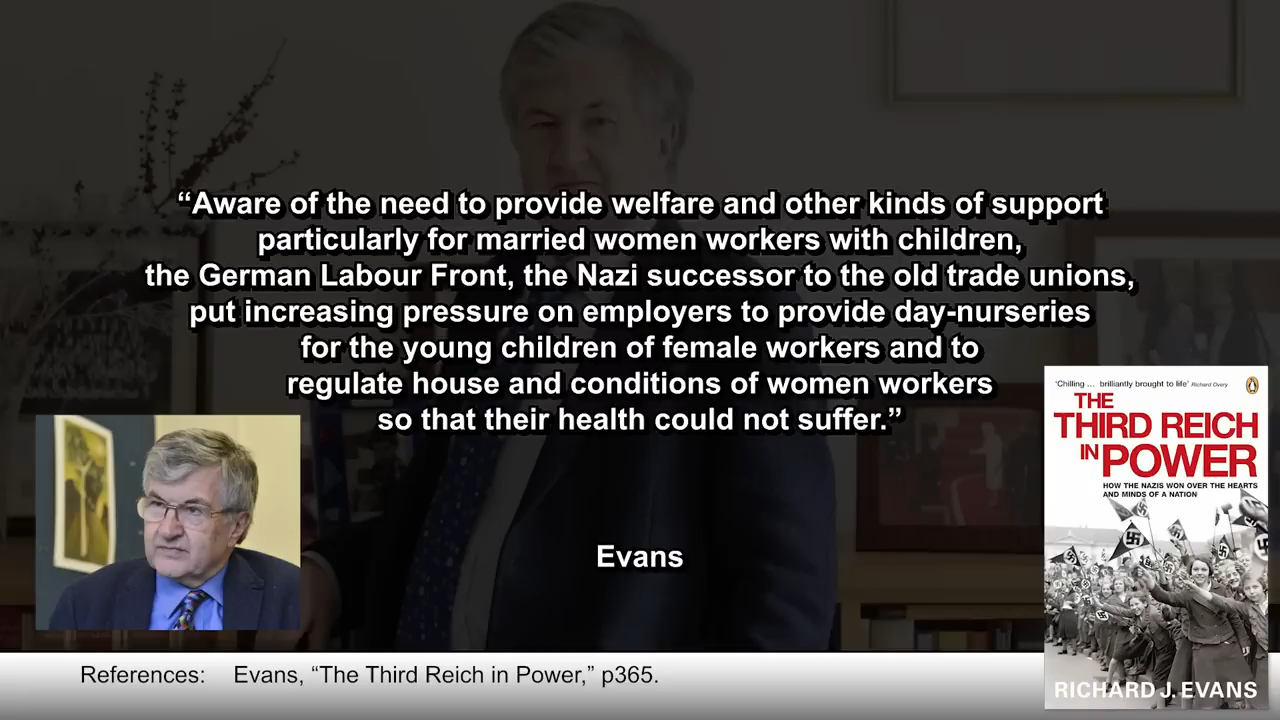 “Aware of the need to provide welfare and other kinds of support
particularly for married women workers with children,
the German Labour Front, the Nazi successor to the old trade unions,
put increasing pressure on employers to provide day-nurseries
for the young children of female workers and to
regulate house and conditions of women workers
so that their health could not suffer.”
Evans
‘Chilling ... brilliantly brought to life’ Richard Overy
THE
THIRD REICH
IN POWER
HOW THE NAZIS WON OVER THE HEARTS
AND MINDS OF A NATION
RICHARD J. EVANS
References: Evans, “The Third Reich in Power,” p365.